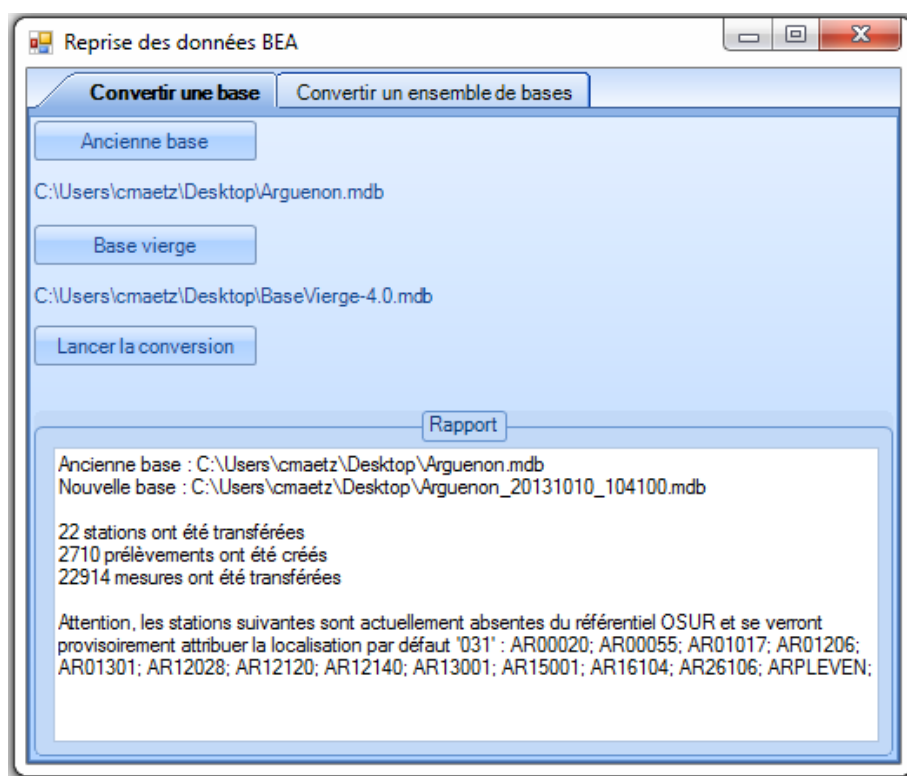 Reprise des données BEA
Convertir une base
Convertir un ensemble de bases
Ancienne base
C:\Users\cmaetz\Desktop\Arguenon.mdb
Base vierge
C:\Users\cmaetz\Desktop\BaseVierge-4.0.mdb
Lancer la conversion
Rapport
Ancienne base : C:\Users\cmaetz\Desktop\Arguenon.mdb
Nouvelle base : C:\Users\cmaetz\Desktop\Arguenon_20131010_104100.mdb
22 stations ont été transférées
2710 prélèvements ont été créés
22914 mesures ont été transférées
Attention, les stations suivantes sont actuellement absentes du référentiel OSUR et se verront
provisoirement attribuer la localisation par défaut '031' : AR00020; AR00055; AR01017; AR01206;
AR01301; AR12028; AR12120; AR12140; AR13001; AR15001; AR16104; AR26106; ARPLEVEN;